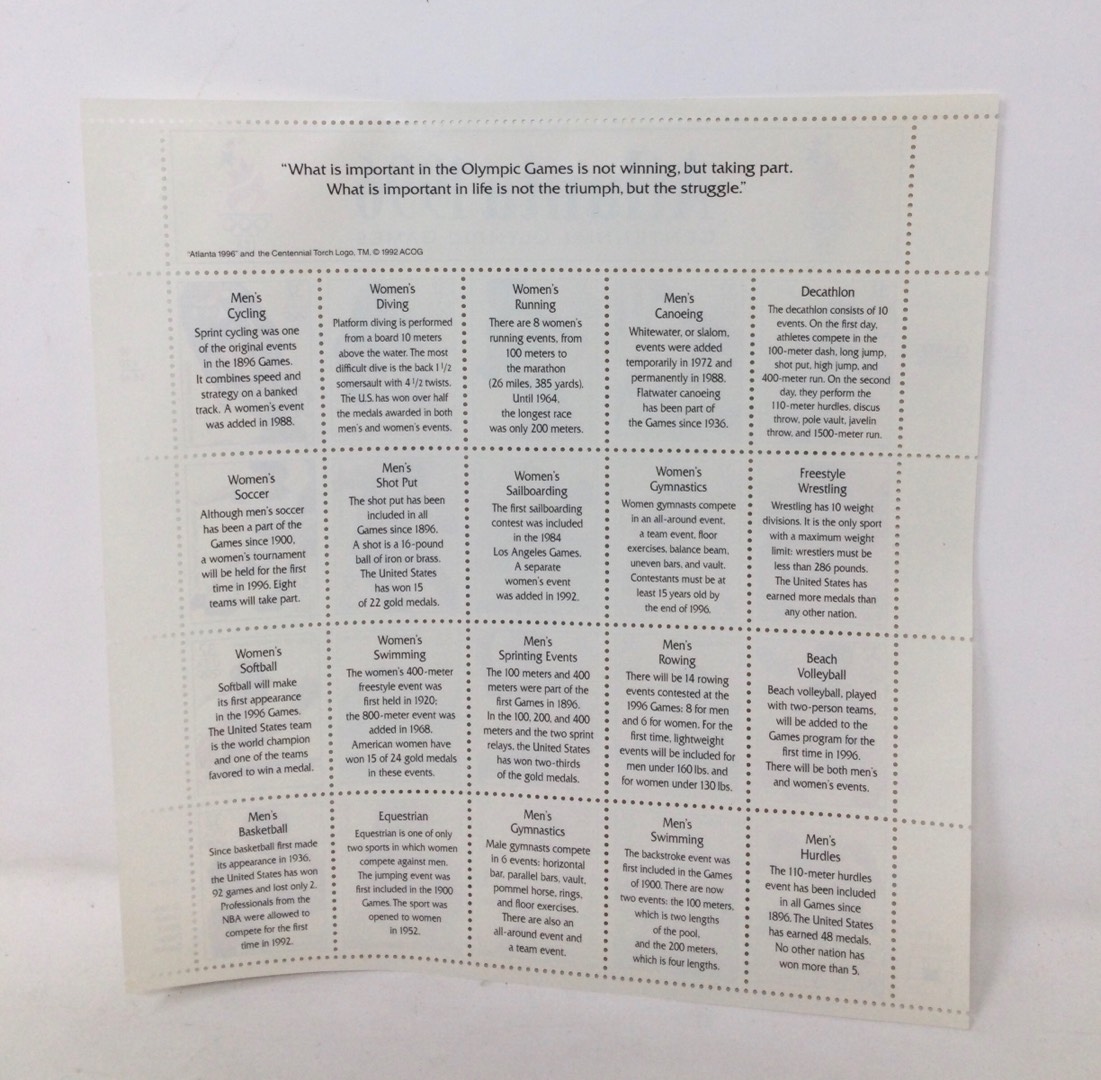 “What is important in the Olympic Games is not winning, but taking part.
What is important in life is not the triumph, but the struggle.”
“Atlanta 1996” and the Centennial Torch Logo, TM, © 1992 ACOG
Men's
Cycling
Sprint cycling was one
of the original events
in the 1896 Games.
It combines speed and
strategy on a banked
track. A women's event
was added in 1988.
Women's
Diving
Platform diving is performed
from a board 10 meters
above the water. The most
difficult dive is the back 1 1/2
somersault with 4 1/2 twists.
The U.S. has won over half
the medals awarded in both
men's and women's events.
Women's
Running
There are 8 women's
running events, from
100 meters to
the marathon
(26 miles, 385 yards).
Until 1964,
the longest race
was only 200 meters.
Men's
Canoeing
Whitewater, or slalom,
events were added
temporarily in 1972 and
permanently in 1988.
Flatwater canoeing
has been part of
the Games since 1936.
Decathlon
The decathlon consists of 10
events. On the first day,
athletes compete in the
100-meter dash, long jump,
shot put, high jump, and
400-meter run. On the second
day, they perform the
110-meter hurdles, discus
throw, pole vault, javelin
throw, and 1500-meter run.
Women's
Soccer
Although men's soccer
has been a part of the
Games since 1900,
a women's tournament
will be held for the first
time in 1996. Eight
teams will take part.
Men's
Shot Put
The shot put has been
included in all
Games since 1896.
A shot is a 16-pound
ball of iron or brass.
The United States
has won 15
of 22 gold medals.
Women's
Sailboarding
The first sailboarding
contest was included
in the 1984
Los Angeles Games.
A separate
women's event
was added in 1992.
Women's
Gymnastics
Women gymnasts compete
in an all-around event,
a team event, floor
exercises, balance beam,
uneven bars, and vault.
Contestants must be at
least 15 years old by
the end of 1996.
Freestyle
Wrestling
Wrestling has 10 weight
divisions. It is the only sport
with a maximum weight
limit: wrestlers must be
less than 286 pounds.
The United States has
earned more medals than
any other nation.
Women's
Softball
Softball will make
its first appearance
in the 1996 Games.
The United States team
is the world champion
and one of the teams
favored to win a medal.
Women's
Swimming
The women's 400-meter
freestyle event was
first held in 1920;
the 800-meter event was
added in 1968.
American women have
won 15 of 24 gold medals
in these events.
Men's
Sprinting Events
The 100 meters and 400
meters were part of the
first Games in 1896.
In the 100, 200, and 400
meters and the two sprint
relays, the United States
has won two-thirds
of the gold medals.
Men's
Rowing
There will be 14 rowing
events contested at the
1996 Games: 8 for men
and 6 for women. For the
first time, lightweight
events will be included for
men under 160 lbs. and
for women under 130 lbs.
Beach
Volleyball
Beach volleyball, played
with two-person teams,
will be added to the
Games program for the
first time in 1996.
There will be both men's
and women's events.
Men's
Basketball
Since basketball first made
its appearance in 1936,
the United States has won
92 games and lost only 2.
Professionals from the
NBA were allowed to
compete for the first
time in 1992.
Equestrian
Equestrian is one of only
two sports in which women
compete against men.
The jumping event was
first included in the 1900
Games. The sport was
opened to women
in 1952.
Men's
Gymnastics
Male gymnasts compete
in 6 events: horizontal
bar, parallel bars, vault,
pommel horse, rings,
and floor exercises.
There are also an
all-around event and
a team event.
Men's
Swimming
The backstroke event was
first included in the Games
of 1900. There are now
two events: the 100 meters,
which is two lengths
of the pool,
and the 200 meters,
which is four lengths.
Men's
Hurdles
The 110-meter hurdles
event has been included
in all Games since
1896. The United States
has earned 48 medals.
No other nation has
won more than 5.